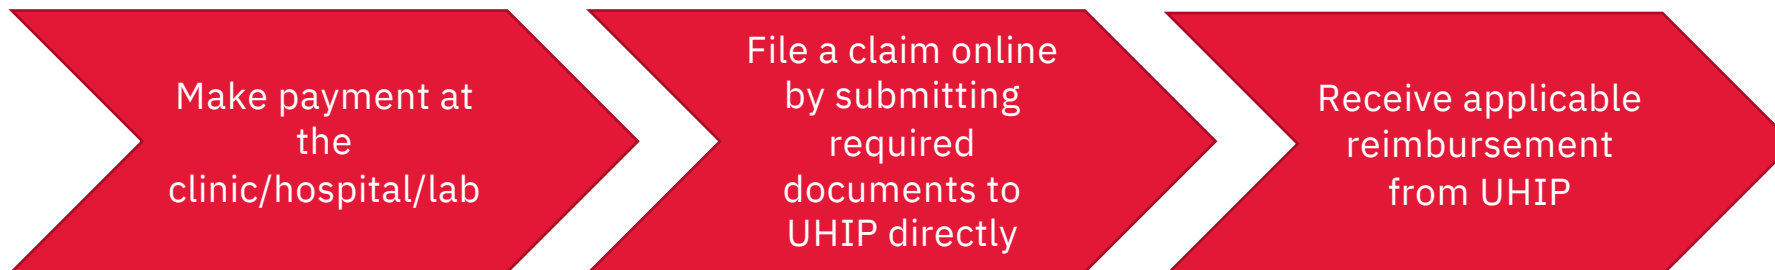 Make payment at
the
clinic/hospital/lab
File a claim online
by submitting
required
documents to
UHIP directly
Receive applicable
reimbursement
from UHIP